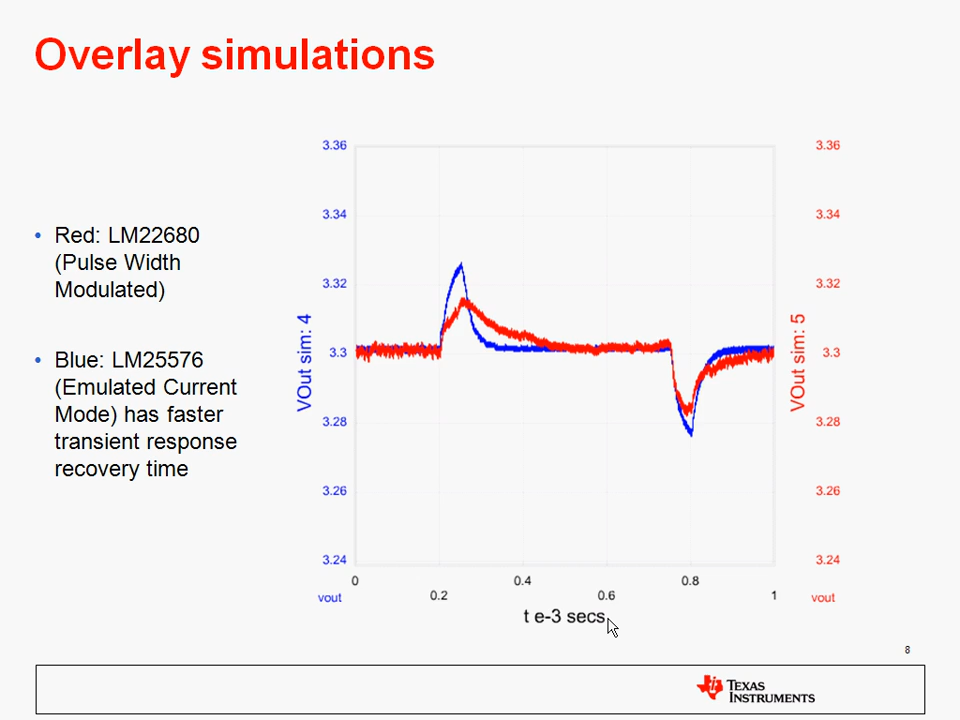 Overlay simulations
• Red: LM22680
(Pulse Width
Modulated)
• Blue: LM25576
(Emulated Current
Mode) has faster
transient response
recovery time
VOut sim: 4
3.36
3.34
3.32
3.3
3.28
3.26
3.24
VOut sim: 5
3.36
3.34
3.32
3.3
3.28
3.26
3.24
0
0.2
0.4
0.6
0.8
1
vout
vout
t e-3 secs
8
TEXAS
INSTRUMENTS